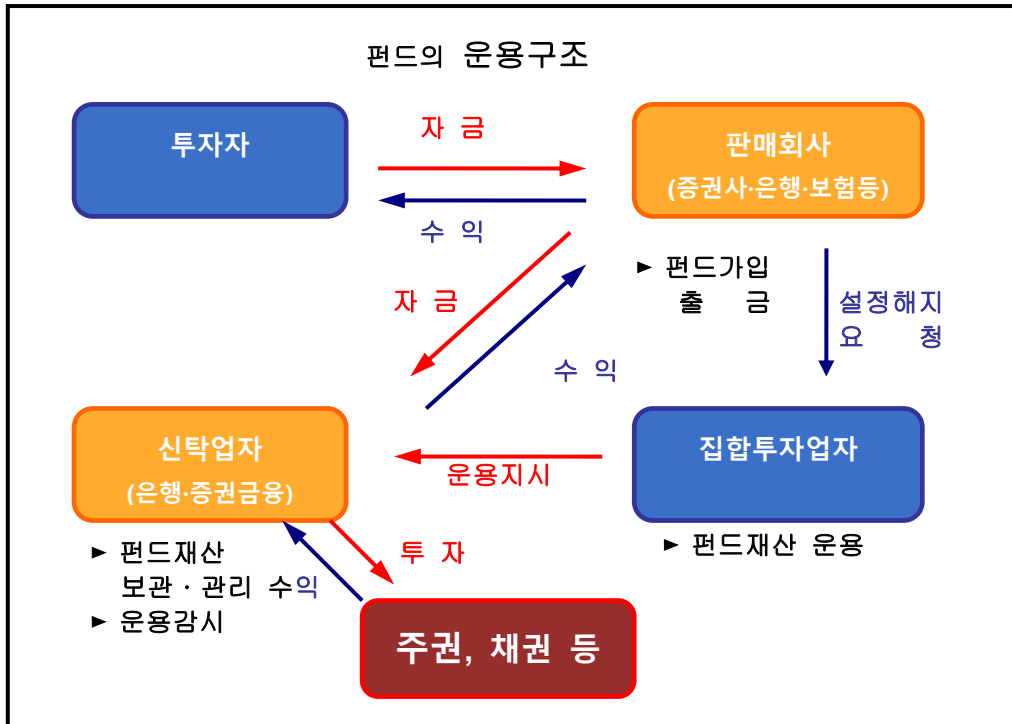 펀드의 운용구조
투자자
자 금
판매회사
(증권사·은행·보험등)
수 익
► 펀드가입
출 금
자 금
설정해지
요 청
수 익
신탁업자
(은행·증권금융)
운용지시
집합투자업자
► 펀드재산 운용
► 펀드재산
보관 · 관리 수익
► 운용감시
투 자
주권, 채권 등